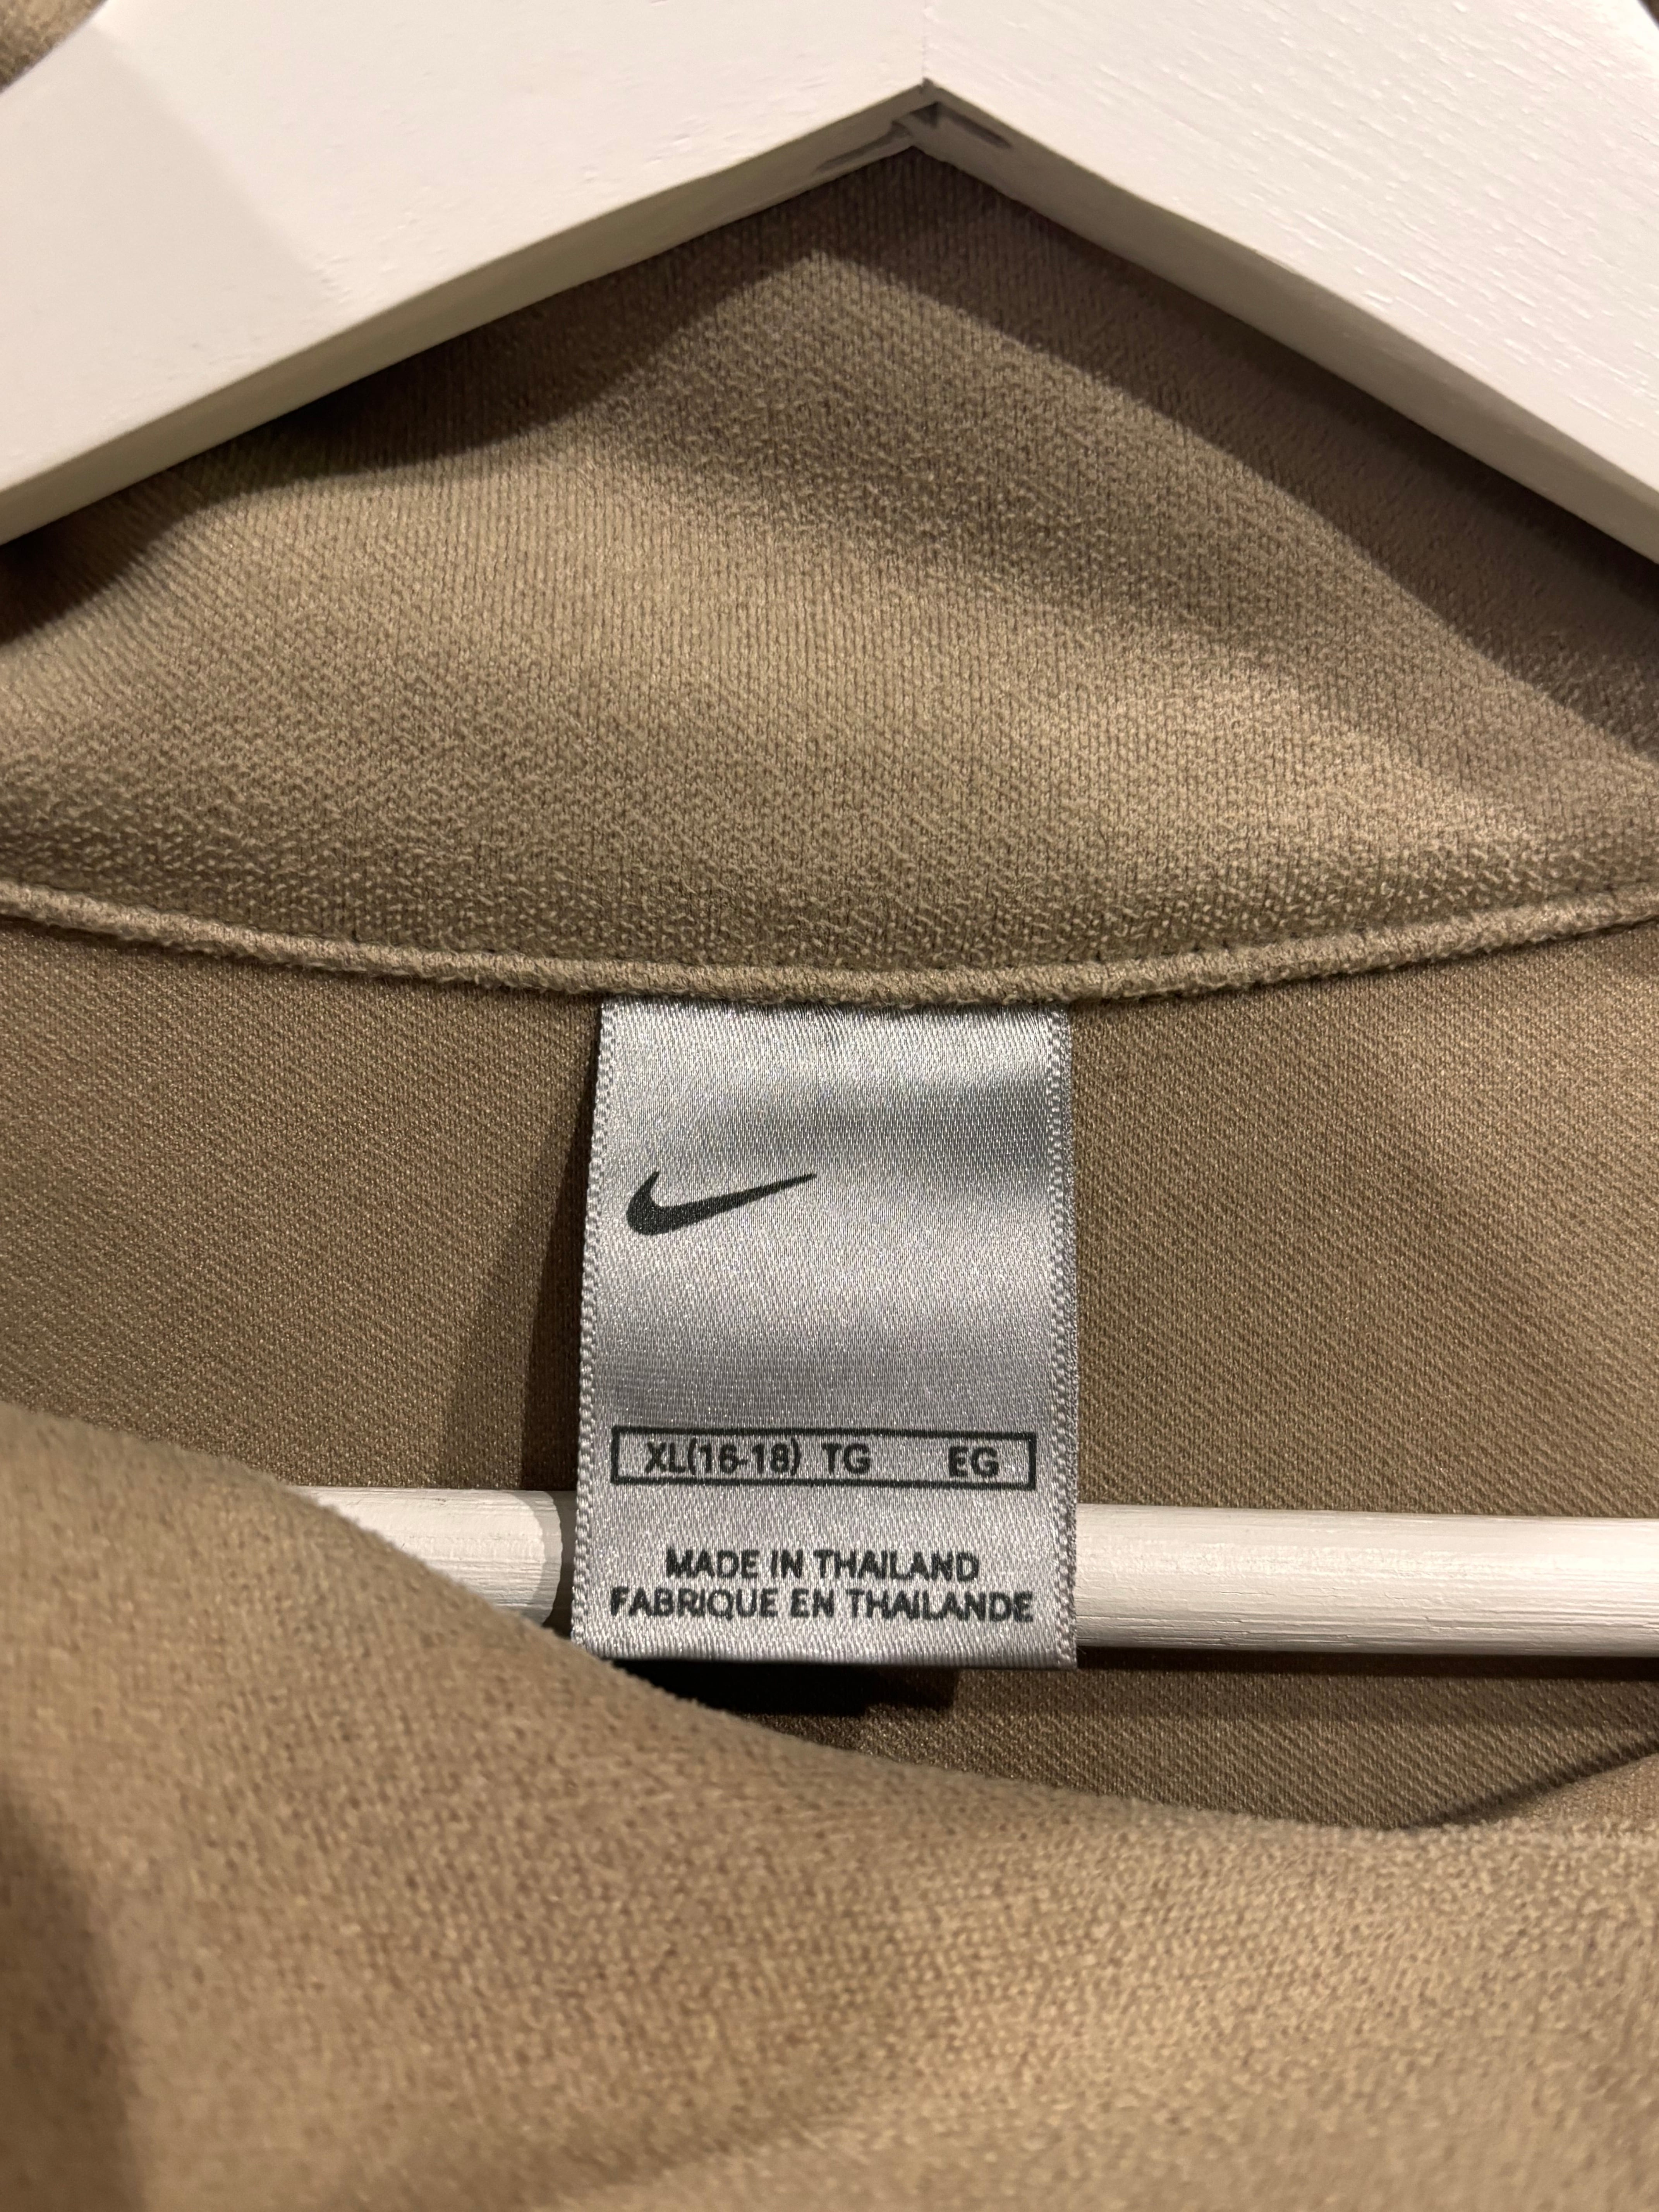 XL(16-18) TG EG
MADE IN THAILAND
FABRIQUE EN THAILANDE